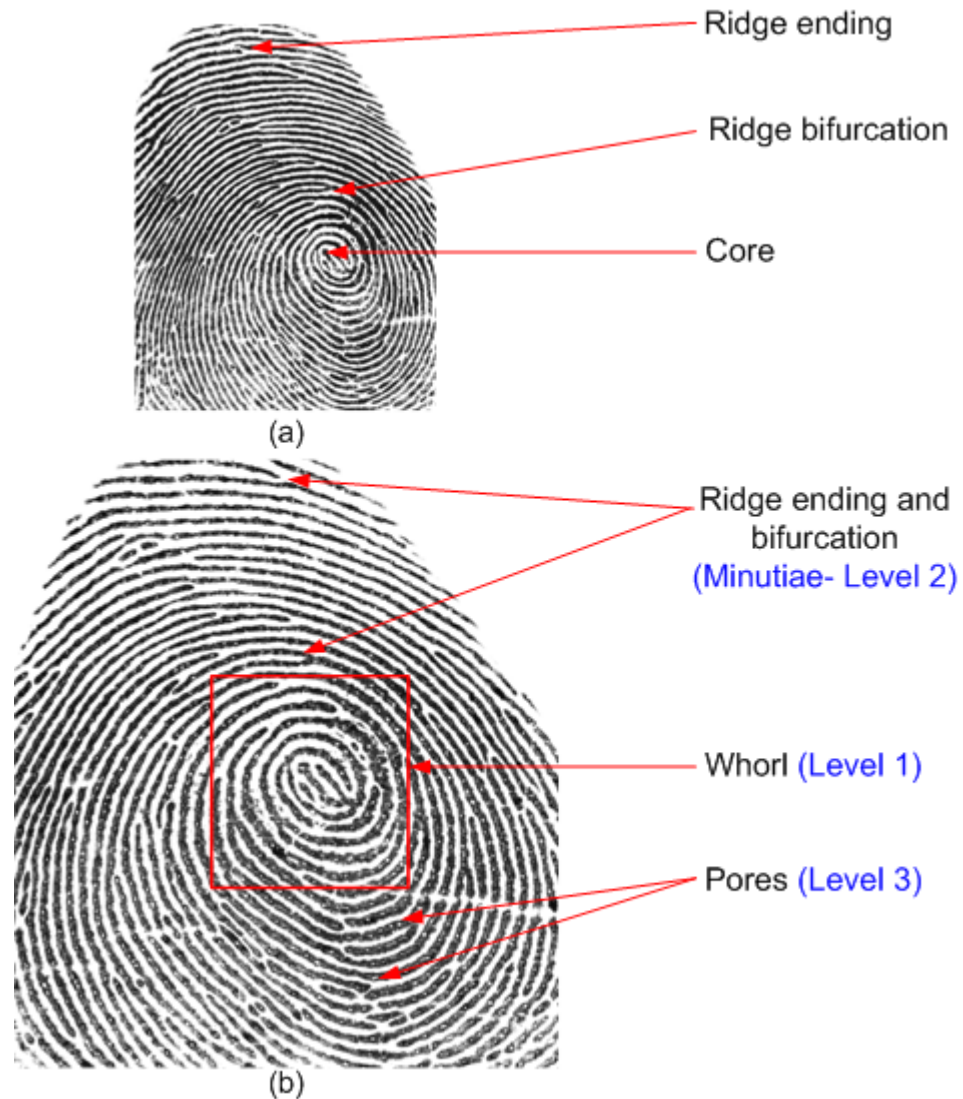 Ridge ending
Ridge bifurcation
Core
(a)
Ridge ending and
bifurcation
(Minutiae- Level 2)
Whorl (Level 1)
Pores (Level 3)
(b)